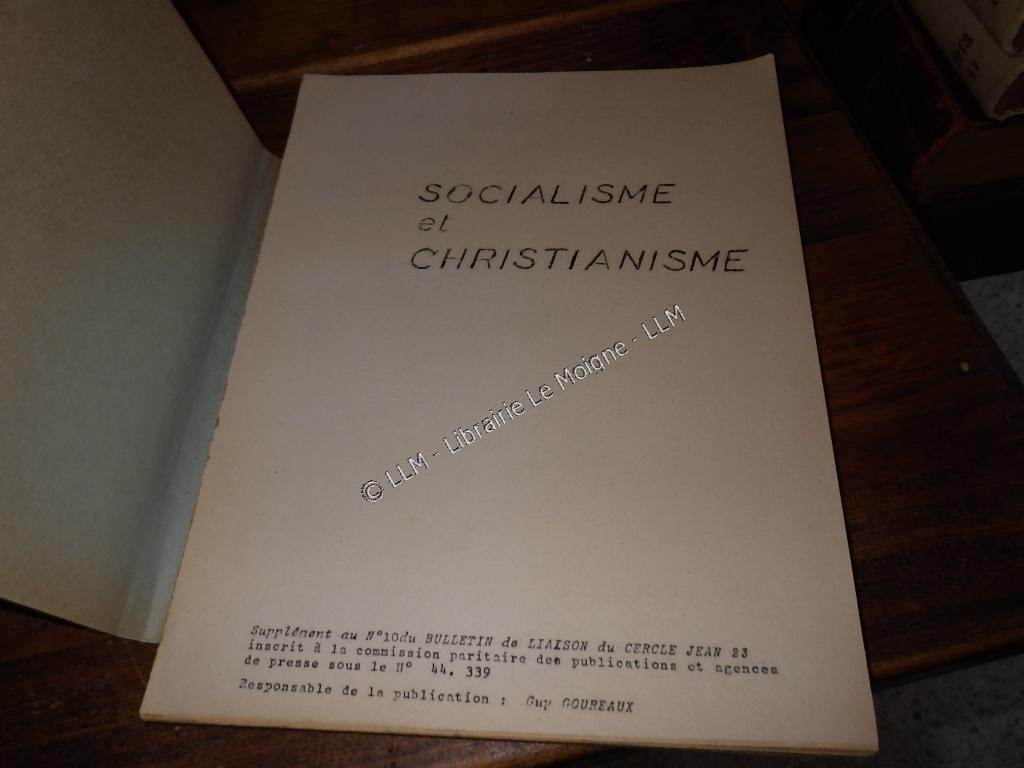 SOCIALISME
et
CHRISTIANISME
© LLM - Librairie Le Moigne - LLM
Supplément au N°10du BULLETIN de LIAISON du CERCLE JEAN 23
inscrit à la commission paritaire des publications et agences
de presse sous le N° 44. 339
Responsable de la publication : Guy GOUREAUX